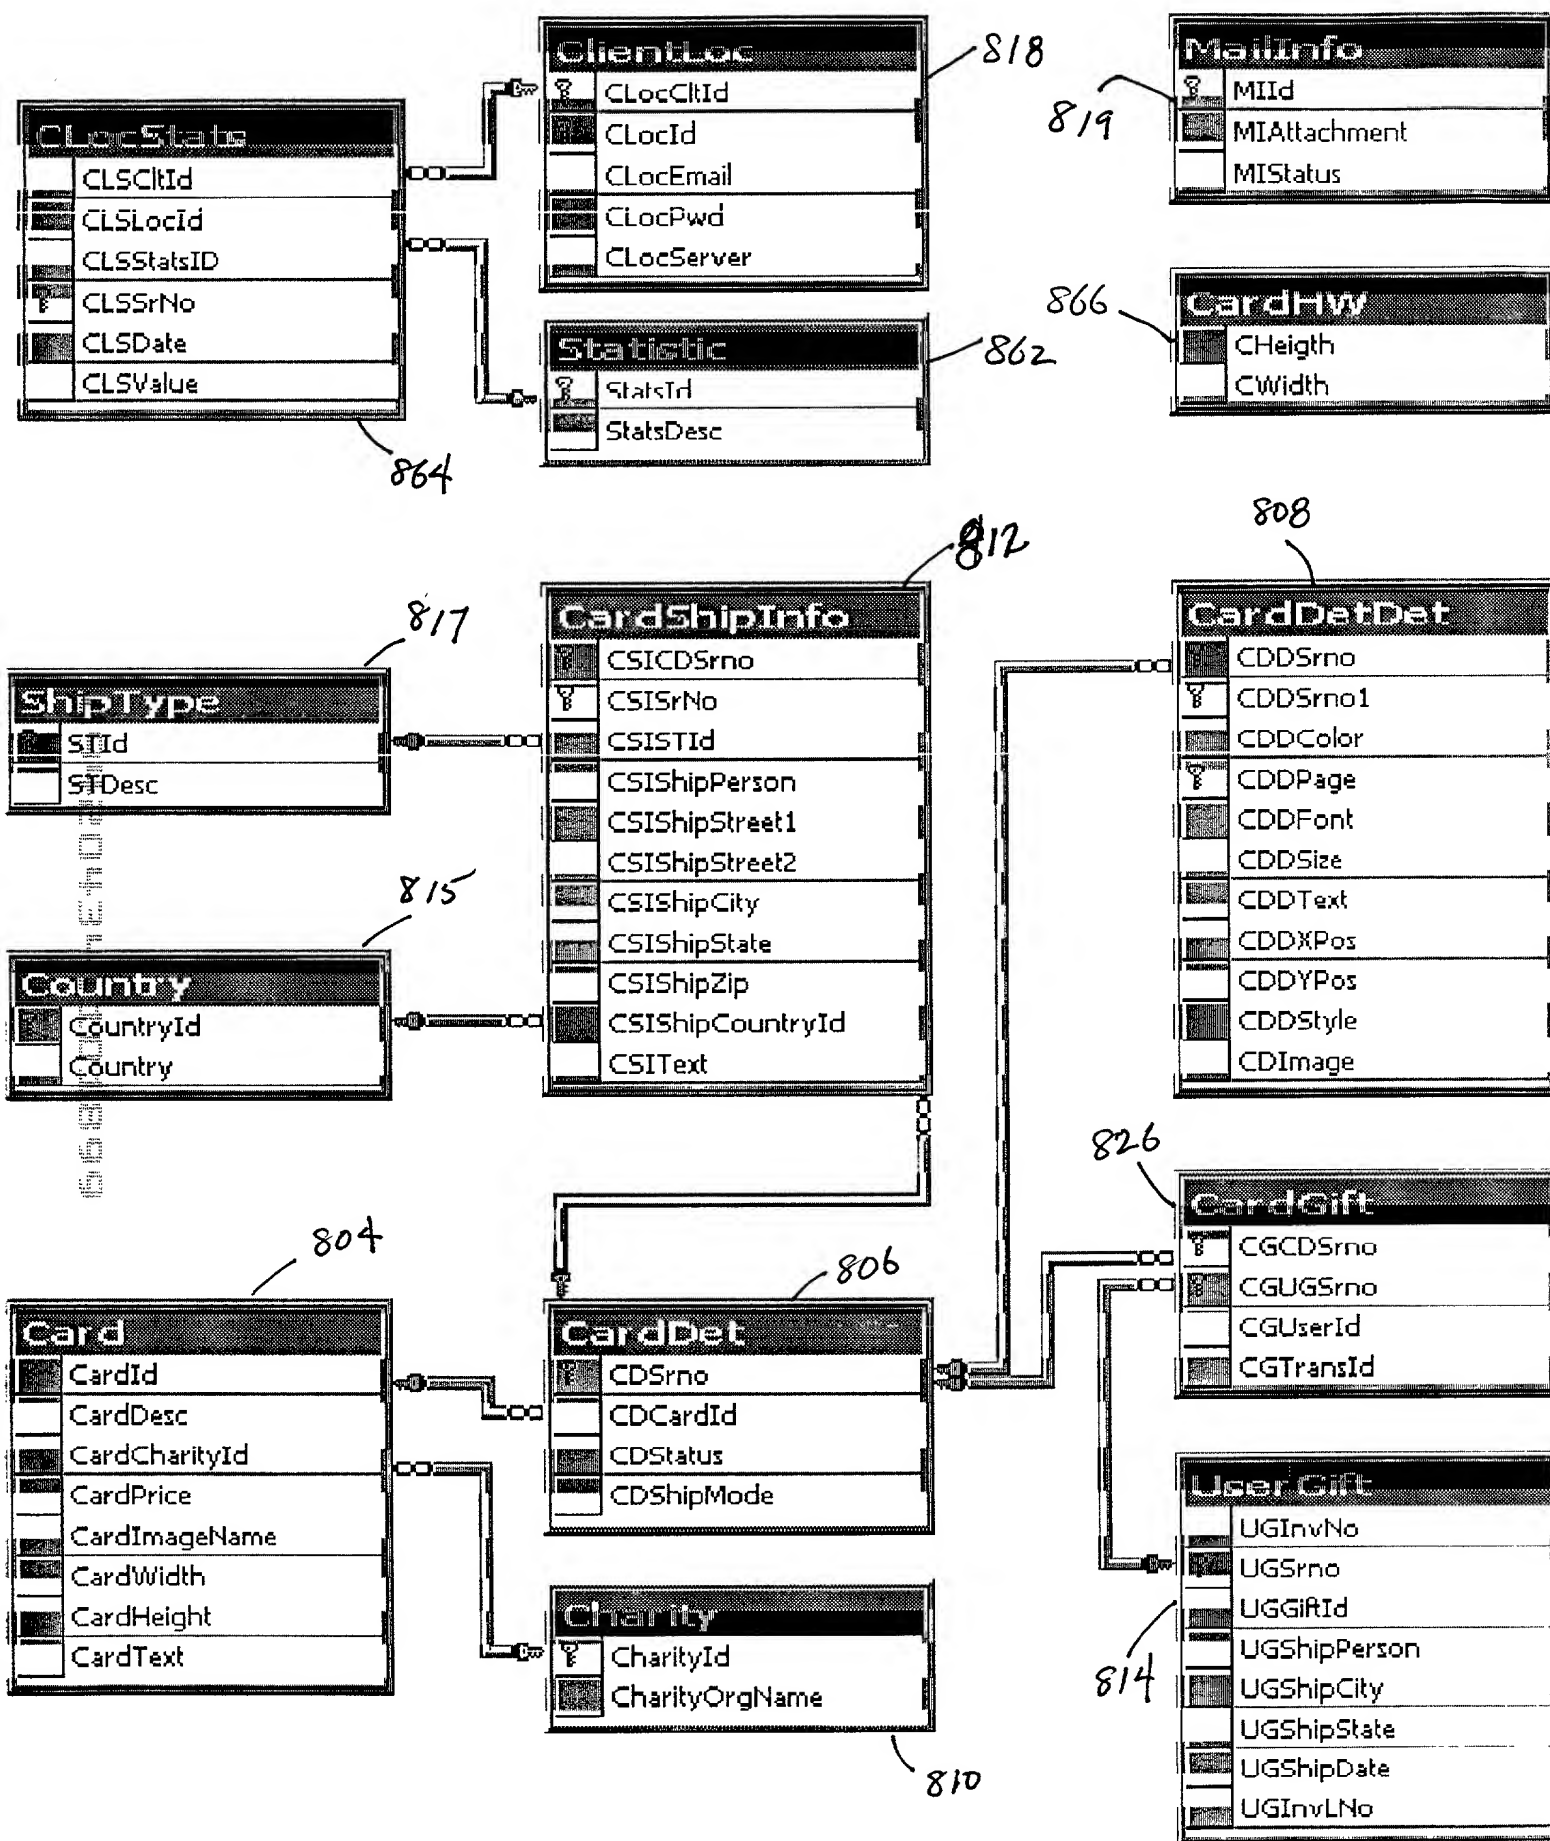 ClientLoc
CLocCltId
CLocId
CLocEmail
CLocPwd
CLocServer
818
MailInfo
MIId
MIAttachment
MIStatus
819
CLocStats
CLSCltId
CLSLocId
CLSStatsID
CLSSrNo
CLSDate
CLSValue
864
Statistic
StatsId
StatsDesc
862
CardHW
CHeigth
CWidth
866
CardShipInfo
CSICDSrno
CSISrNo
CSISTId
CSIShipPerson
CSIShipStreet1
CSIShipStreet2
CSIShipCity
CSIShipState
CSIShipZip
CSIShipCountryId
CSIText
812
CardDetDet
CDDSrno
CDDSrno1
CDDColor
CDDPage
CDDFont
CDDSize
CDDText
CDDXPos
CDDYPos
CDDStyle
CDImage
808
ShipType
STId
STDesc
817
Country
CountryId
Country
815
Card
CardId
CardDesc
CardCharityId
CardPrice
CardImageName
CardWidth
CardHeight
CardText
804
CardDet
CDSrno
CDCardId
CDStatus
CDShipMode
806
Charity
CharityId
CharityOrgName
810
CardGift
CGCDSrno
CGUGSrno
CGUserId
CGTransId
826
UserGift
UGInvNo
UGSrno
UGGiftId
UGShipPerson
UGShipCity
UGShipState
UGShipDate
UGInvLNo
814